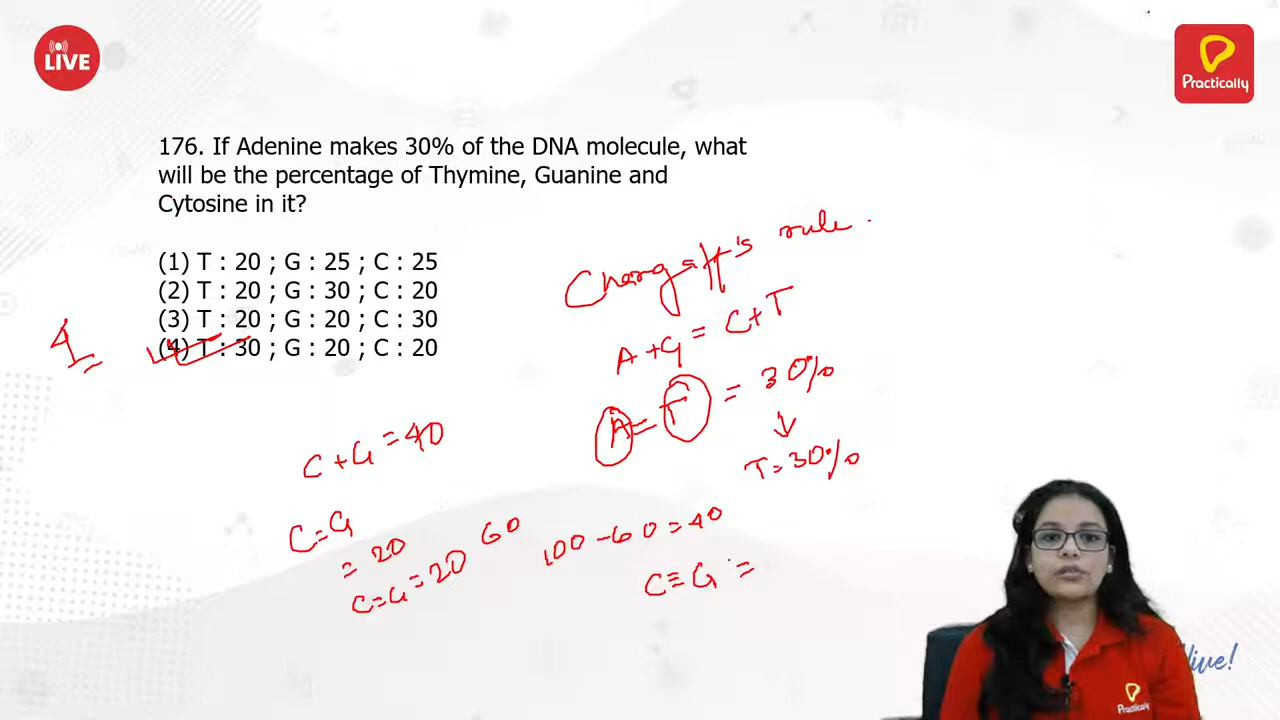 LIVE
Practically
176. If Adenine makes 30% of the DNA molecule, what
will be the percentage of Thymine, Guanine and
Cytosine in it?
(1) T : 20 ; G : 25 ; C : 25
(2) T : 20 ; G : 30 ; C : 20
(3) T : 20 ; G : 20 ; C : 30
(4) T : 30 ; G : 20 ; C : 20
4
Chargaff's rule.
A+G = C+T
A = T = 30%
↓
T = 30%
C+G = 40
C=G
= 20
C=G = 20
60
100 - 60 = 40
C≡G =
Practically
live!